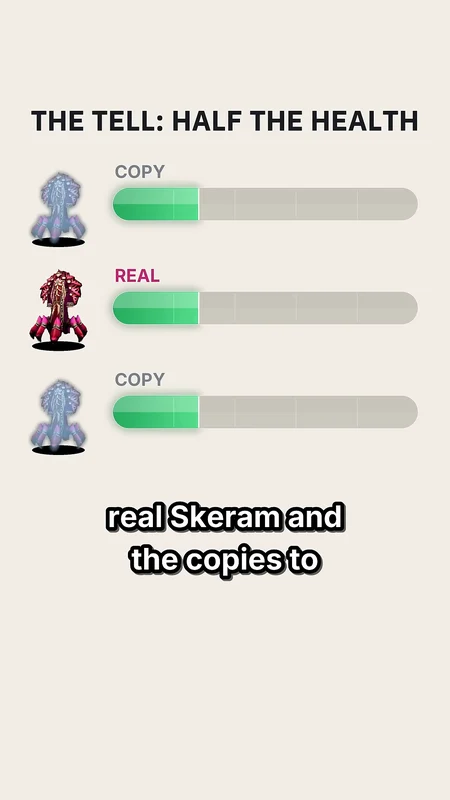 THE TELL: HALF THE HEALTH
COPY
REAL
COPY
real Skeram and
the copies to